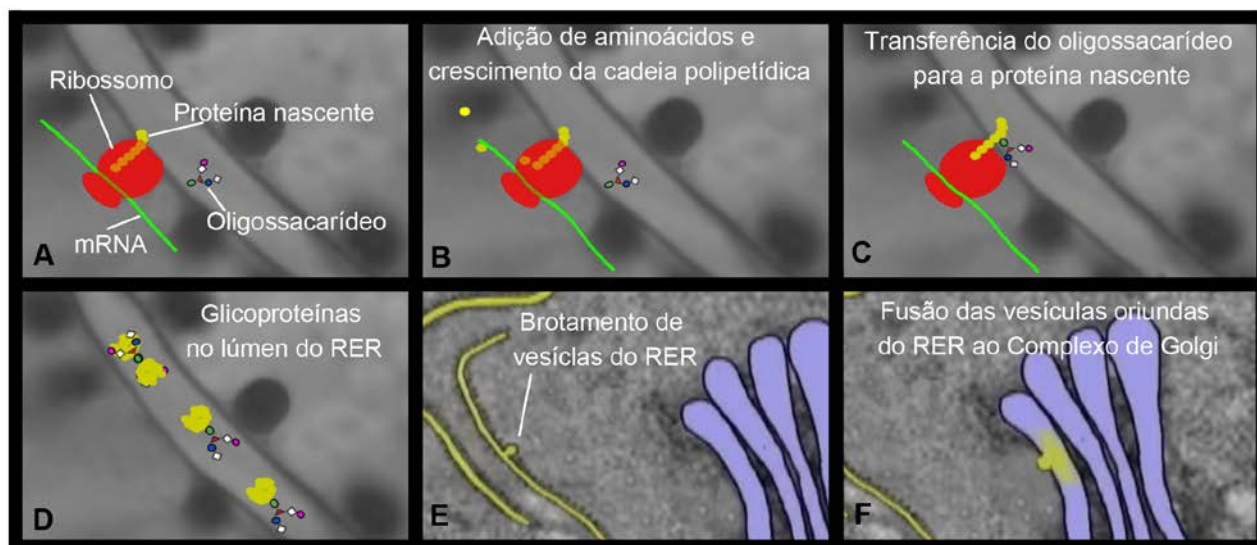 Ribossomo
Proteína nascente
Oligossacarídeo
mRNA
A
Adição de aminoácidos e
crescimento da cadeia polipetídica
B
Transferência do oligossacarídeo
para a proteína nascente
C
Glicoproteínas
no lúmen do RER
D
Brotamento de
vesíclas do RER
E
Fusão das vesículas oriundas
do RER ao Complexo de Golgi
F